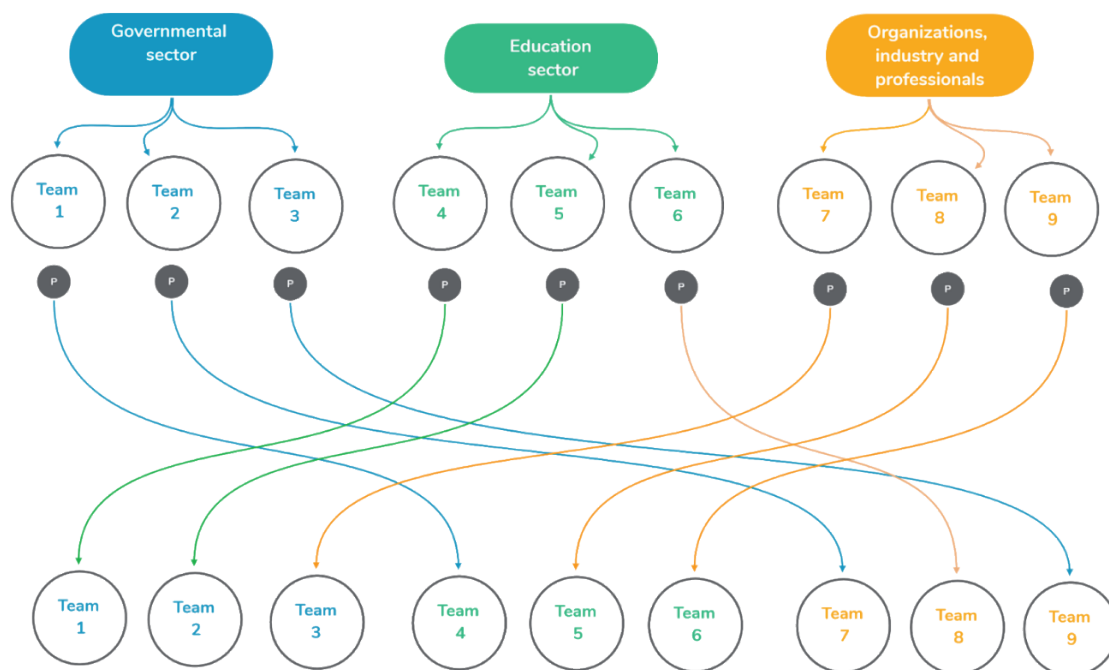 Governmental
sector
Education
sector
Organizations,
industry and
professionals
Team
1
Team
2
Team
3
Team
4
Team
5
Team
6
Team
7
Team
8
Team
9
P
P
P
P
P
P
P
P
P
Team
1
Team
2
Team
3
Team
4
Team
5
Team
6
Team
7
Team
8
Team
9